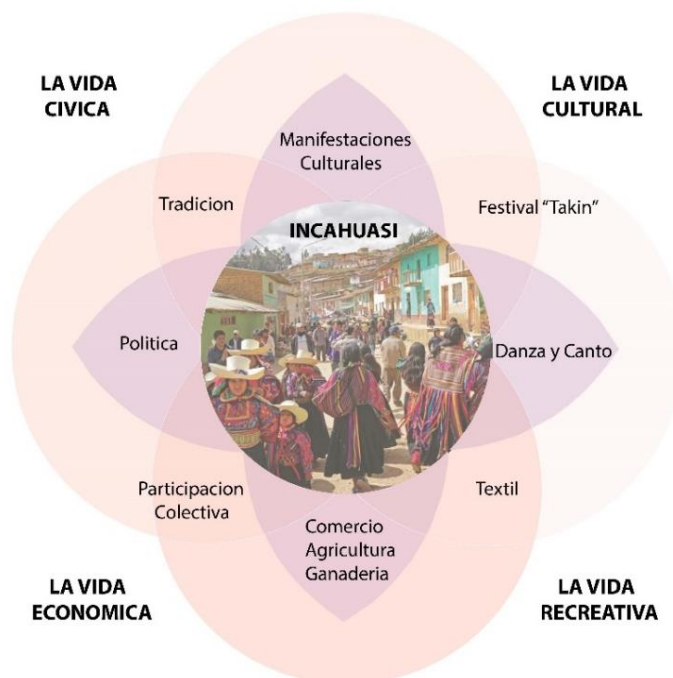 LA VIDA
CIVICA
LA VIDA
CULTURAL
Manifestaciones
Culturales
Tradicion
Festival “Takin”
INCAHUASI
Politica
Danza y Canto
Participacion
Colectiva
Textil
Comercio
Agricultura
Ganaderia
LA VIDA
ECONOMICA
LA VIDA
RECREATIVA